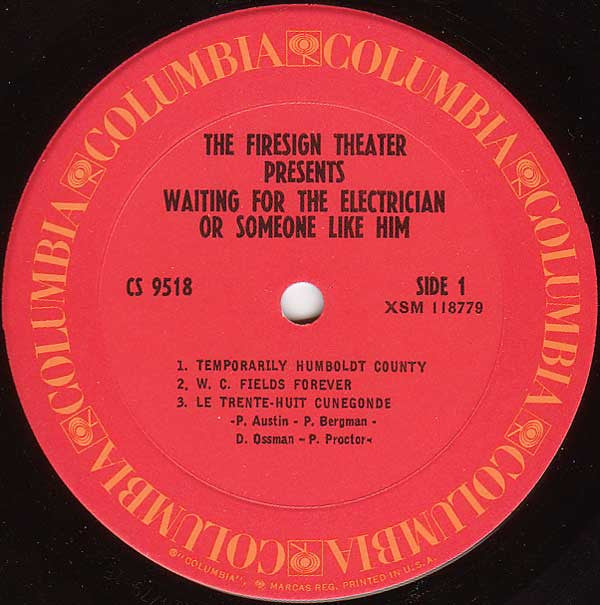 COLUMBIA COLUMBIA COLUMBIA COLUMBIA COLUMBIA COLUMBIA
THE FIRESIGN THEATER
PRESENTS
WAITING FOR THE ELECTRICIAN
OR SOMEONE LIKE HIM
CS 9518
SIDE 1
XSM 118779
1. TEMPORARILY HUMBOLDT COUNTY
2. W. C. FIELDS FOREVER
3. LE TRENTE-HUIT CUNEGONDE
-P. Austin - P. Bergman -
D. Ossman - P. Proctor-
®"COLUMBIA", ® MARCAS REG. PRINTED IN U.S.A.